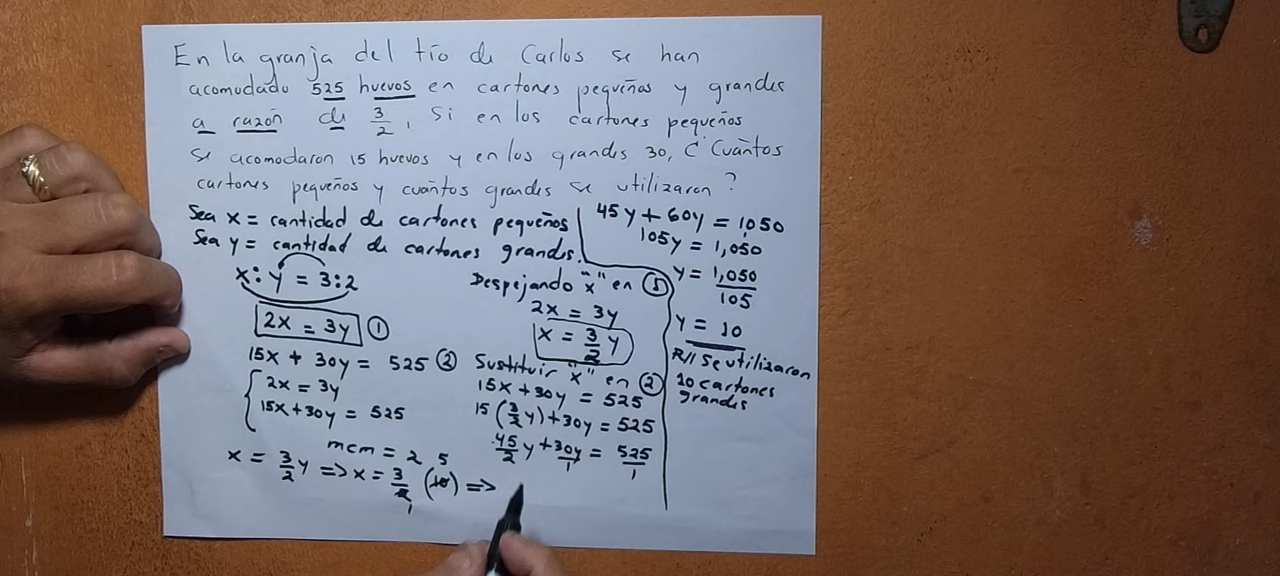 En la granja del tío de Carlos se han
acomodado 525 huevos en cartones pequeños y grandes
a razón de 3/2, Si en los cartones pequeños
se acomodaron 15 huevos y en los grandes 30, ¿Cuántos
cartones pequeños y cuántos grandes se utilizaron?
Sea x = cantidad de cartones pequeños
Sea y = cantidad de cartones grandes.
x : y = 3:2
2x = 3y ①
15x + 30y = 525 ②
2x = 3y
15x + 30y = 525
mcm = 2
x = 3/2 y => x = 3/2 (10) =>
1
5
Despejando "x" en ①
2x = 3y
x = 3/2 y
Sustituir "x" en ②
15x + 30y = 525
15 (3/2 y) + 30y = 525
45/2 y + 30y/1 = 525/1
45y + 60y = 1050
105y = 1,050
y = 1,050/105
y = 10
R// Se utilizaron
10 cartones
grandes